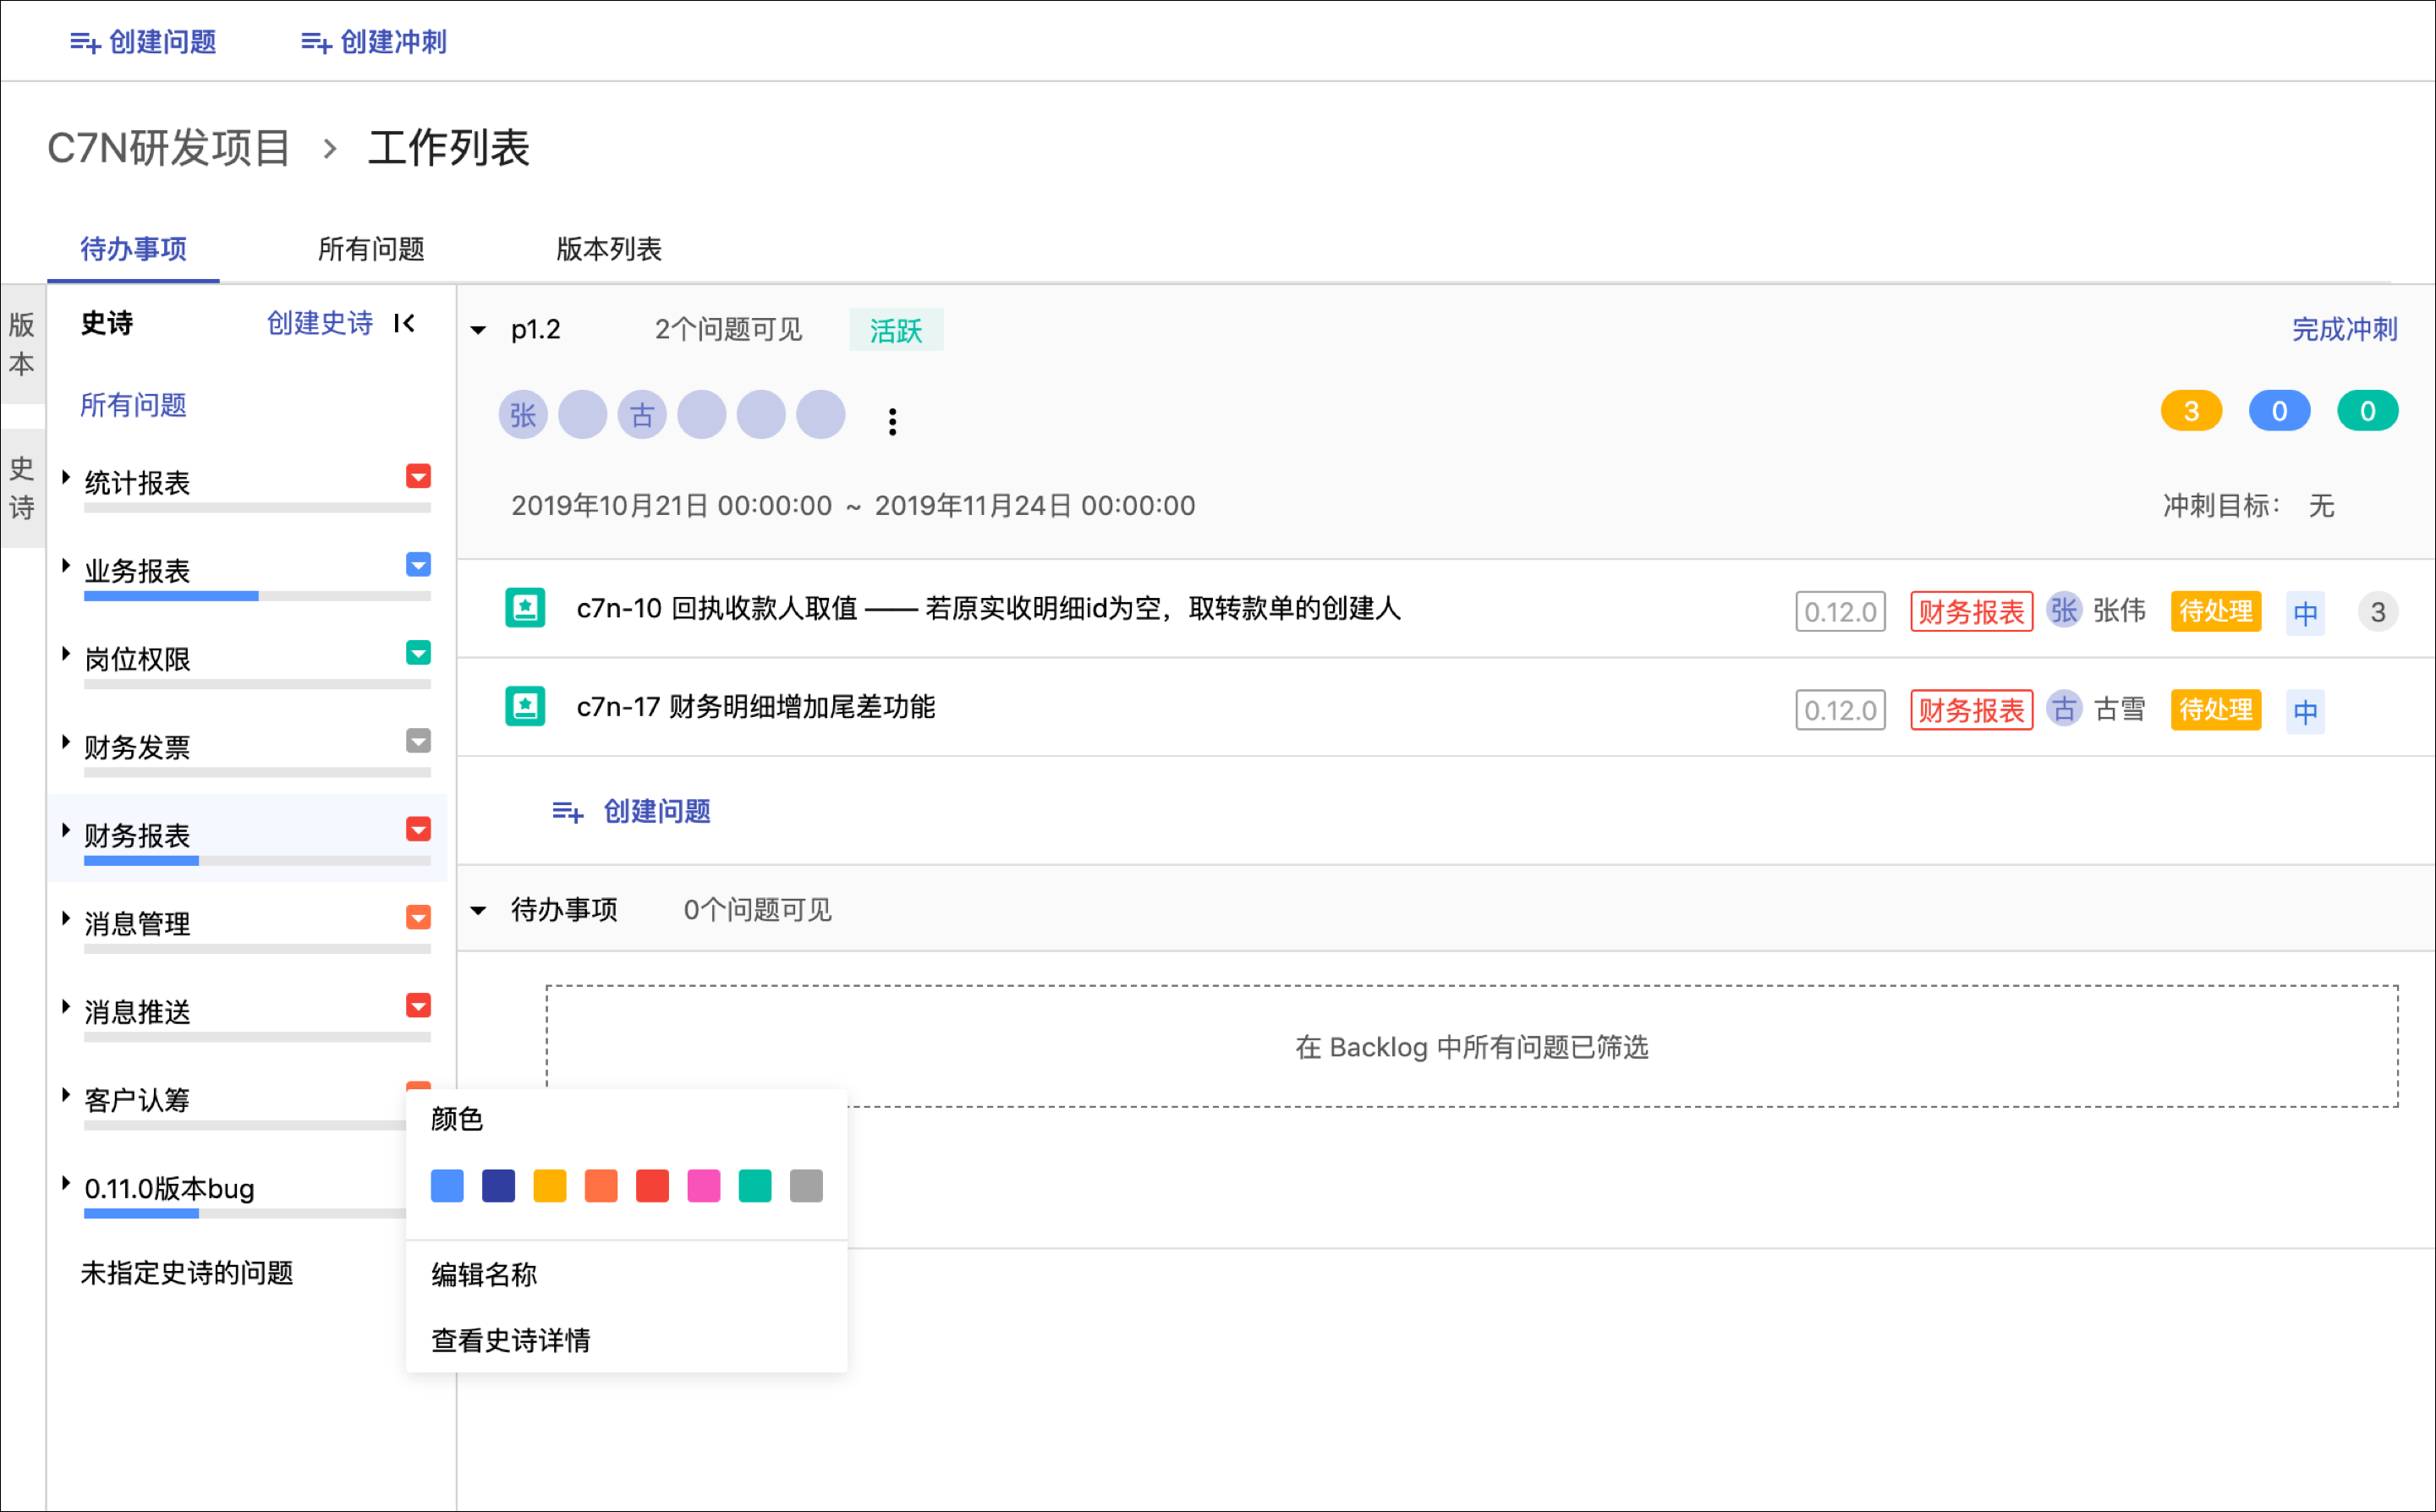 创建问题 创建冲刺
C7N研发项目 > 工作列表
待办事项 所有问题 版本列表
版本
史诗
史诗 创建史诗
所有问题
统计报表
业务报表
岗位权限
财务发票
财务报表
消息管理
消息推送
客户认筹
0.11.0版本bug
未指定史诗的问题
p1.2 2个问题可见 活跃 完成冲刺
张 古 3 0 0
2019年10月21日 00:00:00 ~ 2019年11月24日 00:00:00 冲刺目标： 无
c7n-10 回执收款人取值 —— 若原实收明细id为空，取转款单的创建人 0.12.0 财务报表 张 张伟 待处理 中 3
c7n-17 财务明细增加尾差功能 0.12.0 财务报表 古 古雪 待处理 中
创建问题
待办事项 0个问题可见
在 Backlog 中所有问题已筛选
颜色
编辑名称
查看史诗详情